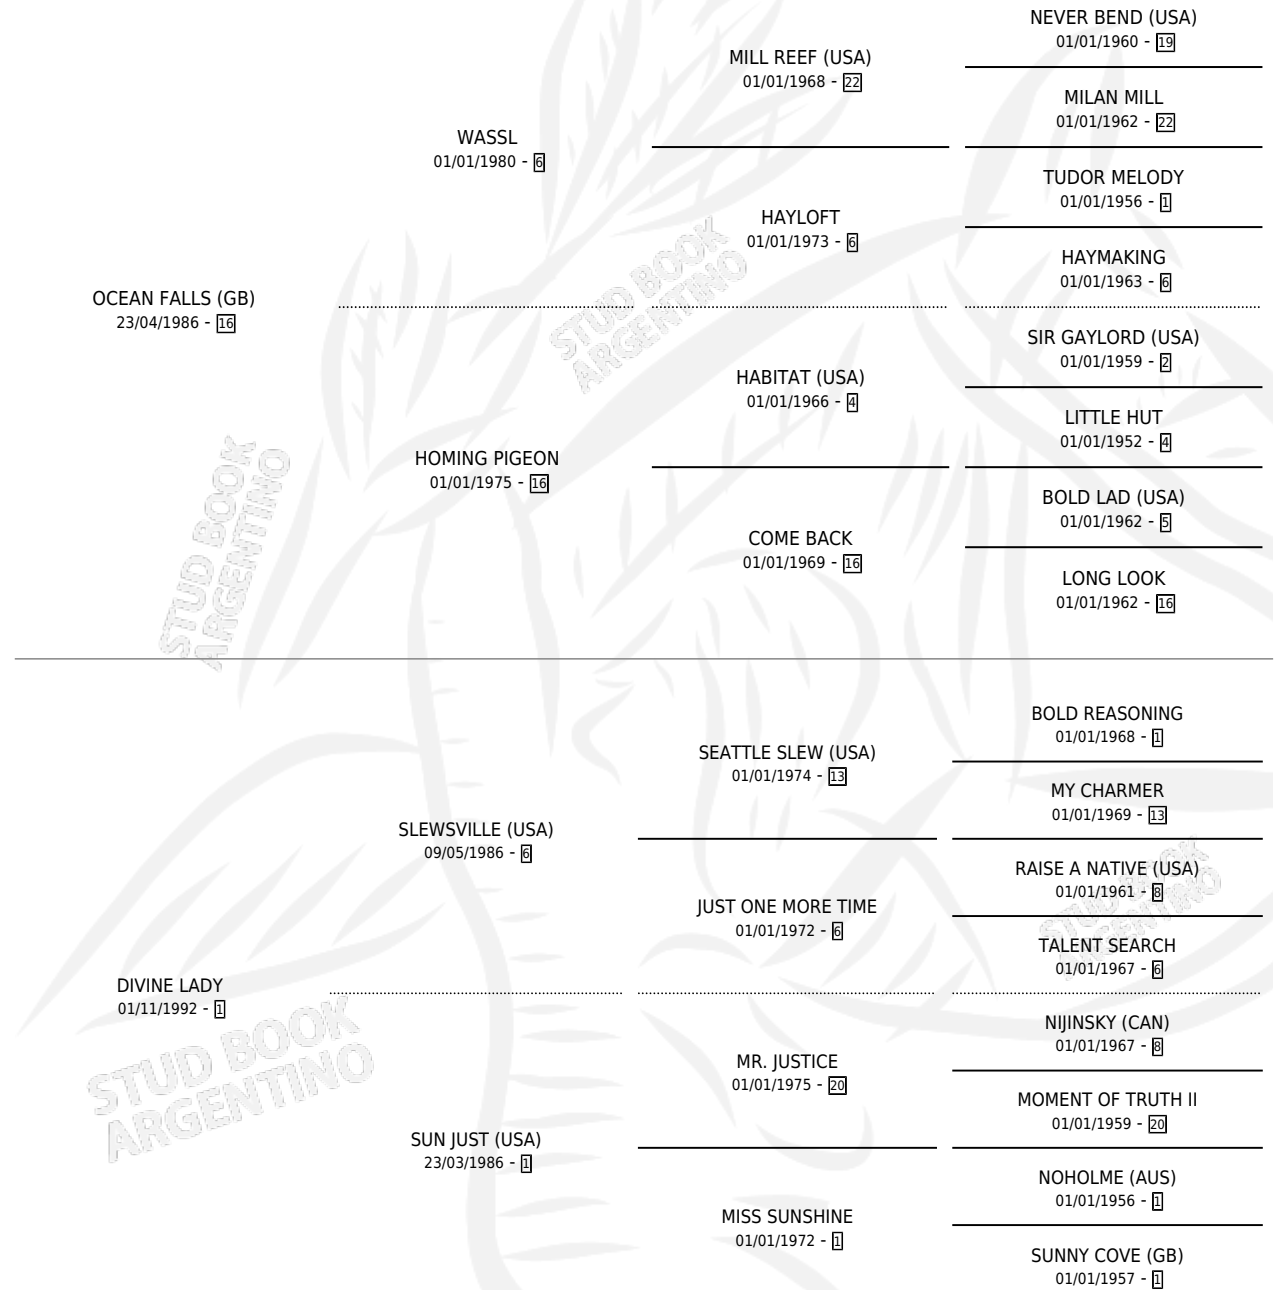 NEVER BEND (USA)
01/01/1960 - 19
MILL REEF (USA)
01/01/1968 - 22
MILAN MILL
01/01/1962 - 22
WASSL
01/01/1980 - 6
TUDOR MELODY
01/01/1956 - 1
HAYLOFT
01/01/1973 - 6
HAYMAKING
01/01/1963 - 6
OCEAN FALLS (GB)
23/04/1986 - 16
STUD BOOK
ARGENTINO
SIR GAYLORD (USA)
01/01/1959 - 2
HABITAT (USA)
01/01/1966 - 4
LITTLE HUT
01/01/1952 - 4
HOMING PIGEON
01/01/1975 - 16
BOLD LAD (USA)
01/01/1962 - 5
COME BACK
01/01/1969 - 16
LONG LOOK
01/01/1962 - 16
STUD BOOK
ARGENTINO
BOLD REASONING
01/01/1968 - 1
SEATTLE SLEW (USA)
01/01/1974 - 13
MY CHARMER
01/01/1969 - 13
SLEWSVILLE (USA)
09/05/1986 - 6
RAISE A NATIVE (USA)
01/01/1961 - 8
JUST ONE MORE TIME
01/01/1972 - 6
STUD BOOK
ARGENTINO
TALENT SEARCH
01/01/1967 - 6
DIVINE LADY
01/11/1992 - 1
STUD BOOK
ARGENTINO
NIJINSKY (CAN)
01/01/1967 - 8
MR. JUSTICE
01/01/1975 - 20
MOMENT OF TRUTH II
01/01/1959 - 20
SUN JUST (USA)
23/03/1986 - 1
NOHOLME (AUS)
01/01/1956 - 1
MISS SUNSHINE
01/01/1972 - 1
SUNNY COVE (GB)
01/01/1957 - 1